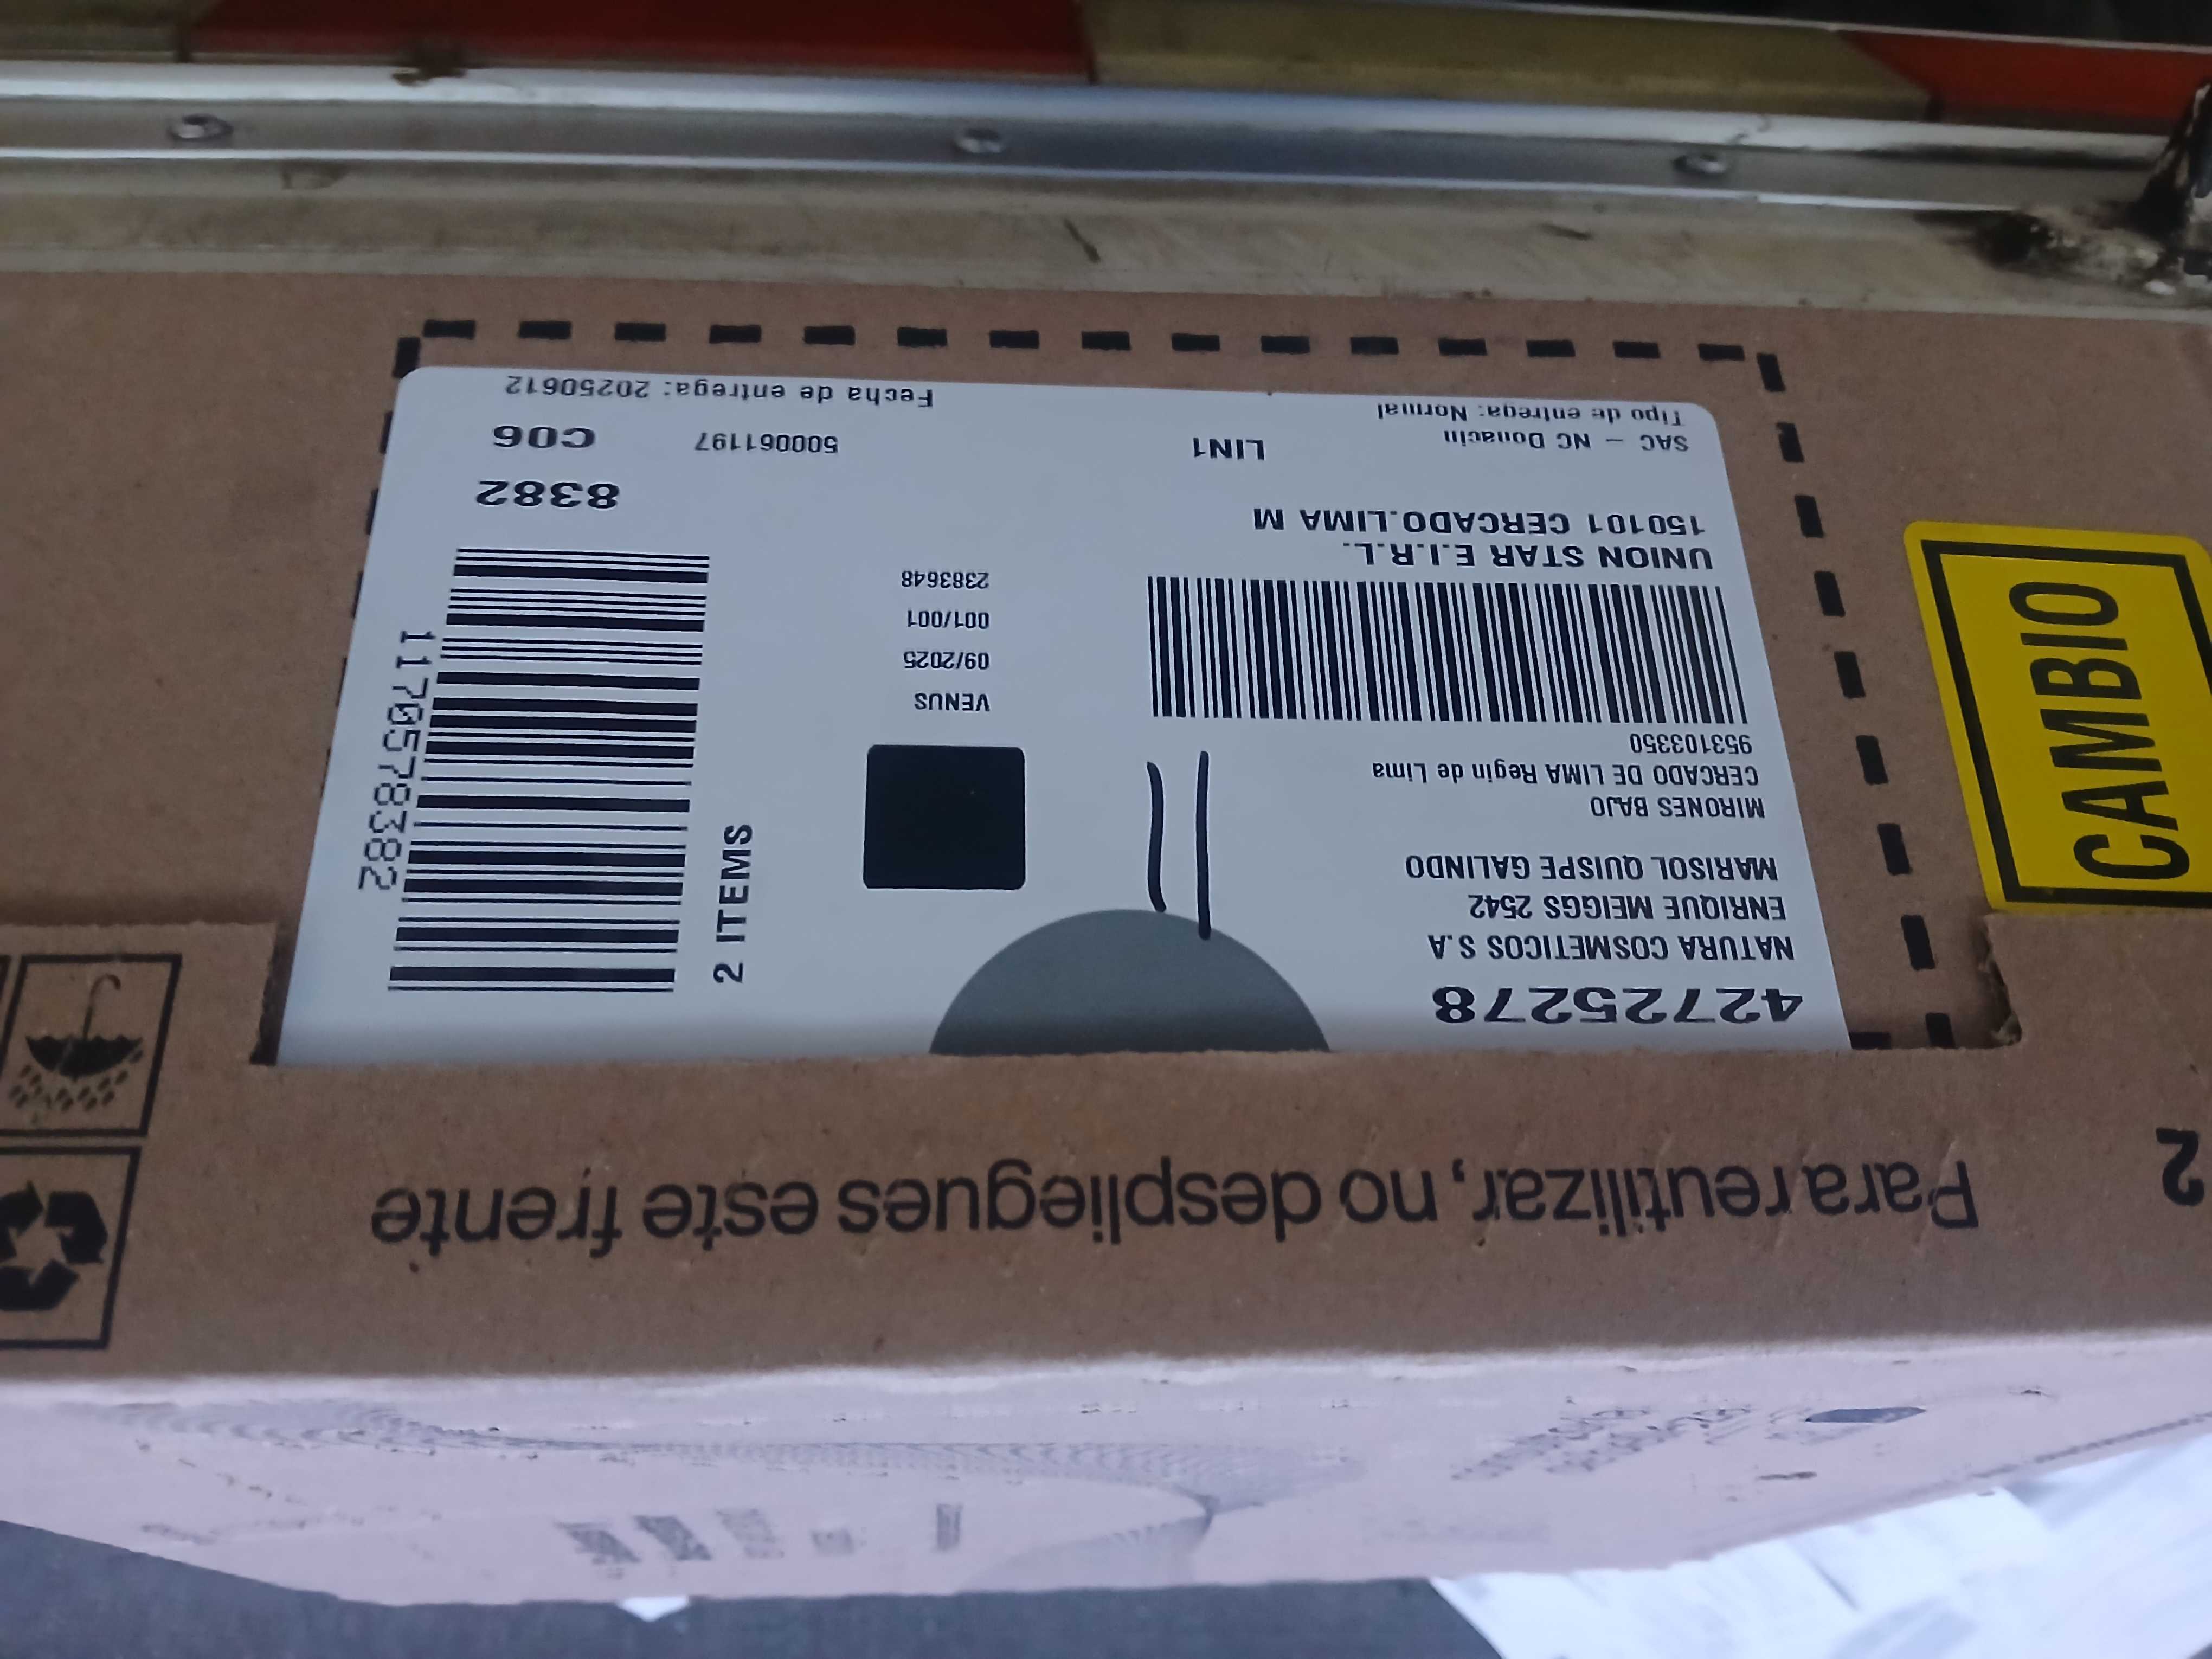 42725278
NATURA COSMETICOS S.A
ENRIQUE MEIGGS 2542
MARISOL QUISPE GALINDO
MIRONES BAJO
CERCADO DE LIMA Regin de Lima
953103350
UNION STAR E.I.R.L.
150101 CERCADO.LIMA M
SAC - NC Donacin
LIN1
Tipo de entrega: Normal
VENUS
09/2025
001/001
2383648
2 ITEMS
1170578382
8382
500061197
C06
Fecha de entrega: 20250612
CAMBIO
2
Para reutilizar, no despliegues este frente